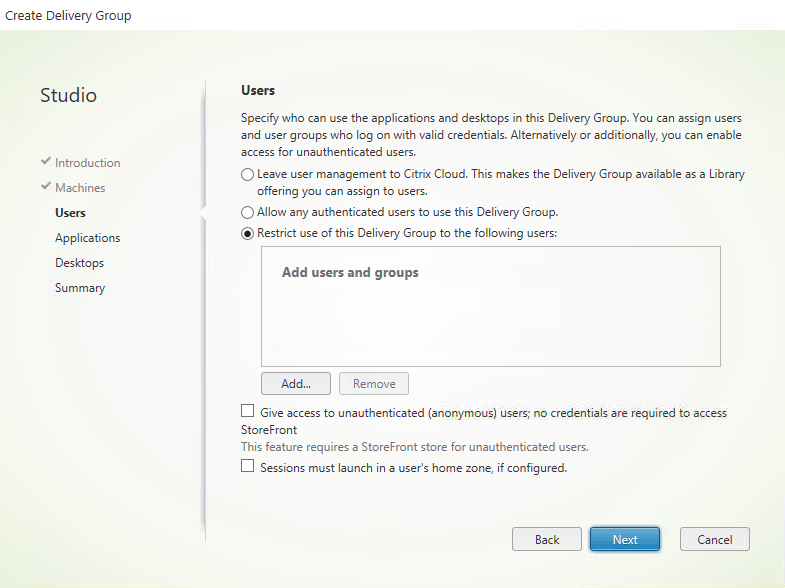 Create Delivery Group
Studio
Introduction
Machines
Users
Applications
Desktops
Summary
Users
Specify who can use the applications and desktops in this Delivery Group. You can assign users
and user groups who log on with valid credentials. Alternatively or additionally, you can enable
access for unauthenticated users.
Leave user management to Citrix Cloud. This makes the Delivery Group available as a Library
offering you can assign to users.
Allow any authenticated users to use this Delivery Group.
Restrict use of this Delivery Group to the following users:
Add users and groups
Add...
Remove
Give access to unauthenticated (anonymous) users; no credentials are required to access
StoreFront
This feature requires a StoreFront store for unauthenticated users.
Sessions must launch in a user's home zone, if configured.
Back
Next
Cancel